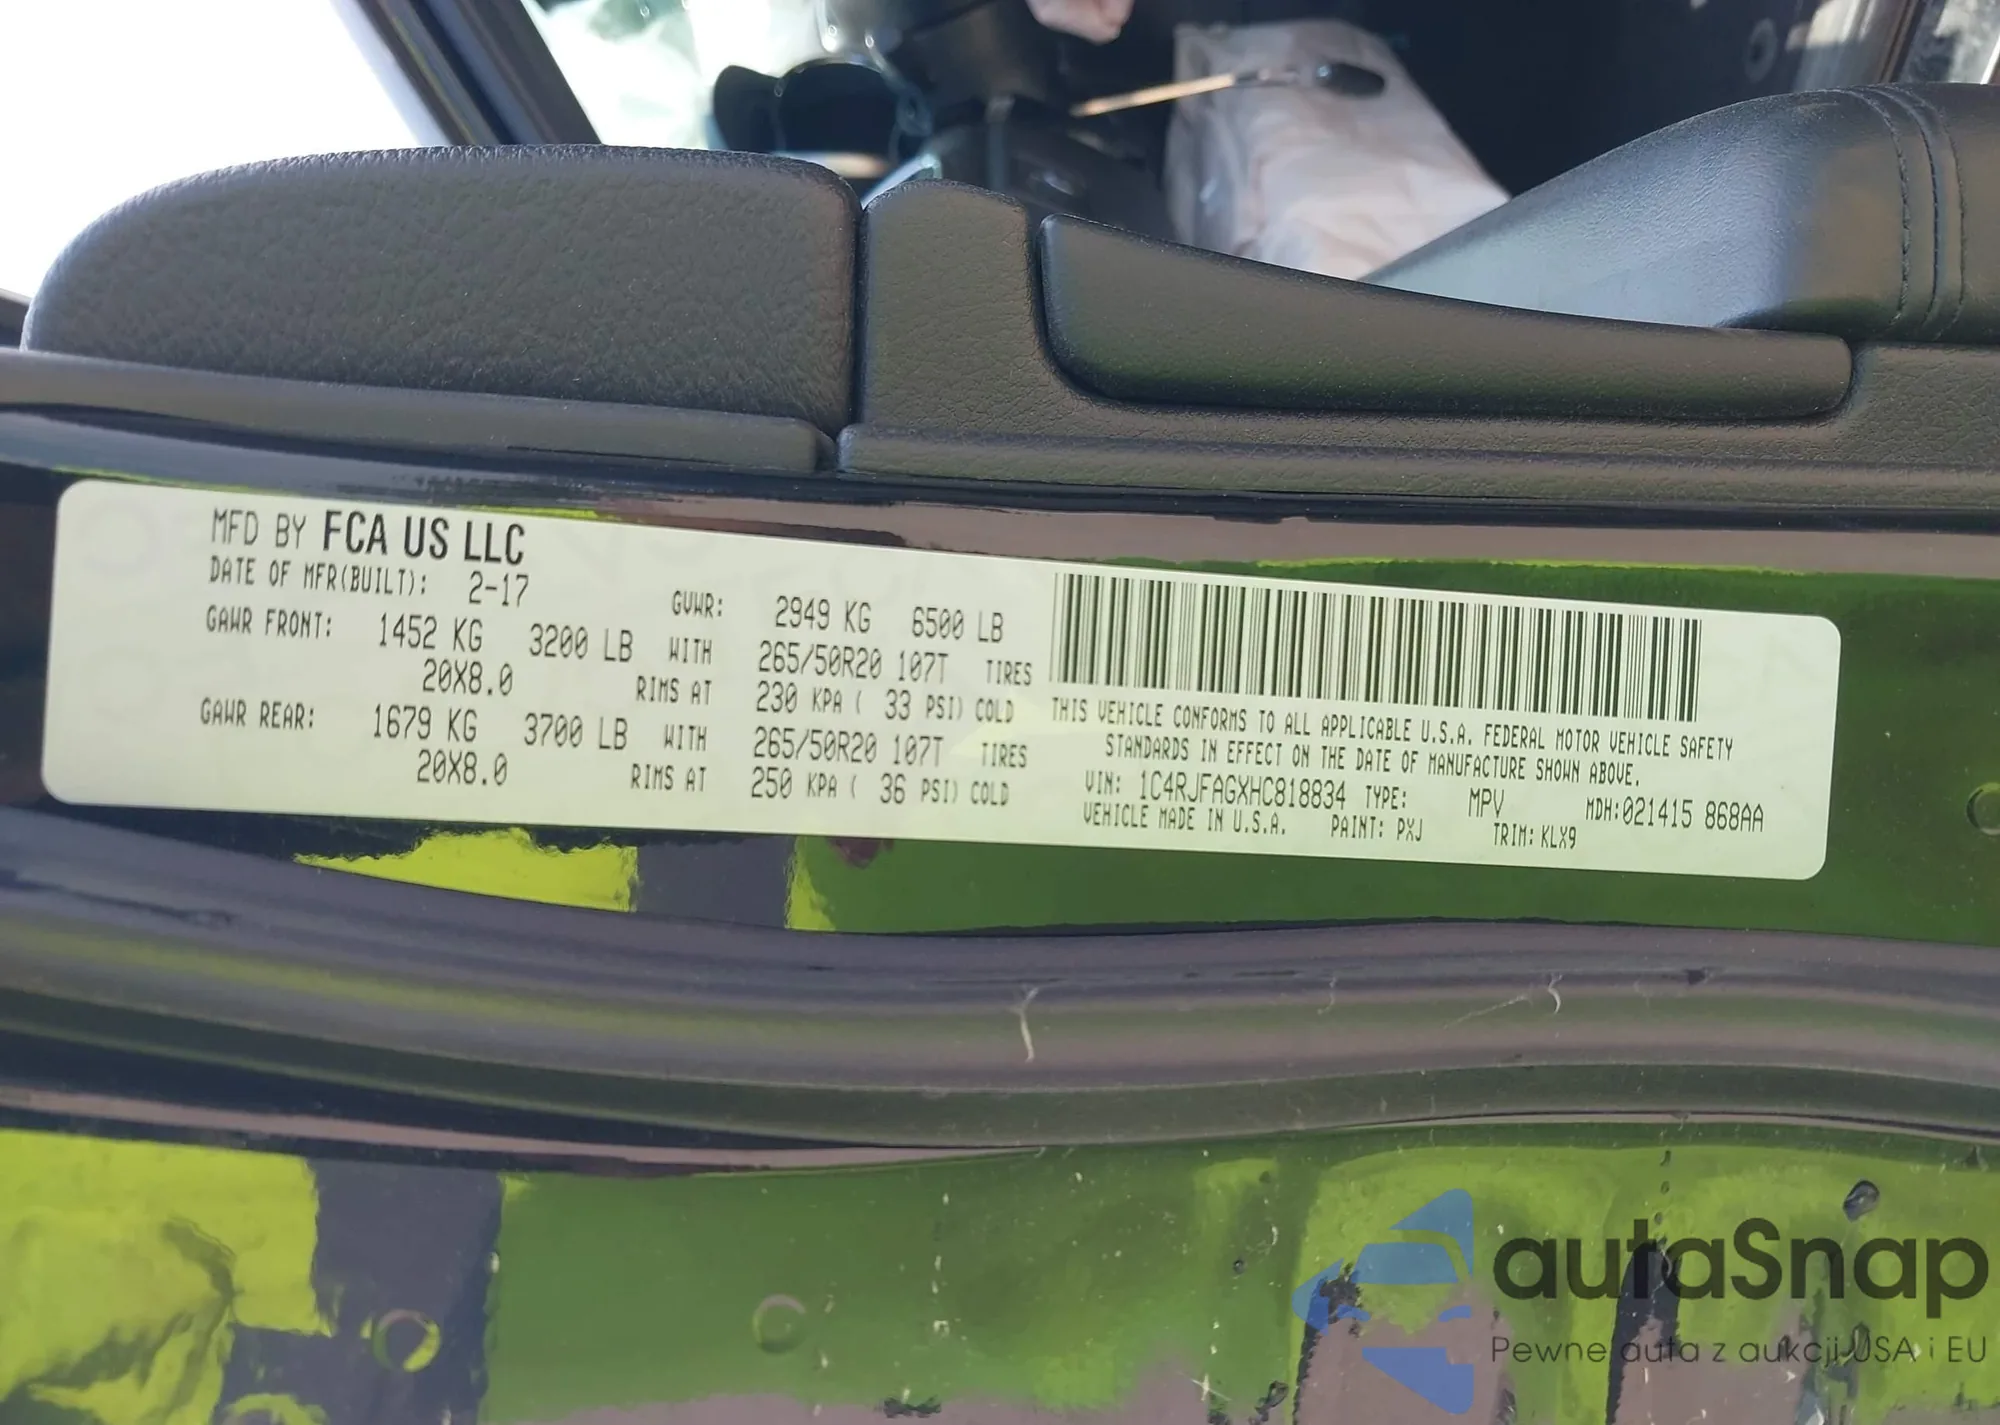 MFD BY FCA US LLC
DATE OF MFR(BUILT): 2-17 GVWR: 2949 KG 6500 LB
GAWR FRONT: 1452 KG 3200 LB WITH 265/50R20 107T TIRES
20X8.0 RIMS AT 230 KPA ( 33 PSI) COLD
GAWR REAR: 1679 KG 3700 LB WITH 265/50R20 107T TIRES
20X8.0 RIMS AT 250 KPA ( 36 PSI) COLD
THIS VEHICLE CONFORMS TO ALL APPLICABLE U.S.A. FEDERAL MOTOR VEHICLE SAFETY
STANDARDS IN EFFECT ON THE DATE OF MANUFACTURE SHOWN ABOVE.
VIN: 1C4RJFAGXHC818834 TYPE: MPV MDH:021415 868AA
VEHICLE MADE IN U.S.A. PAINT: PXJ TRIM: KLX9
autaSnap
Pewne auta z aukcji USA i EU